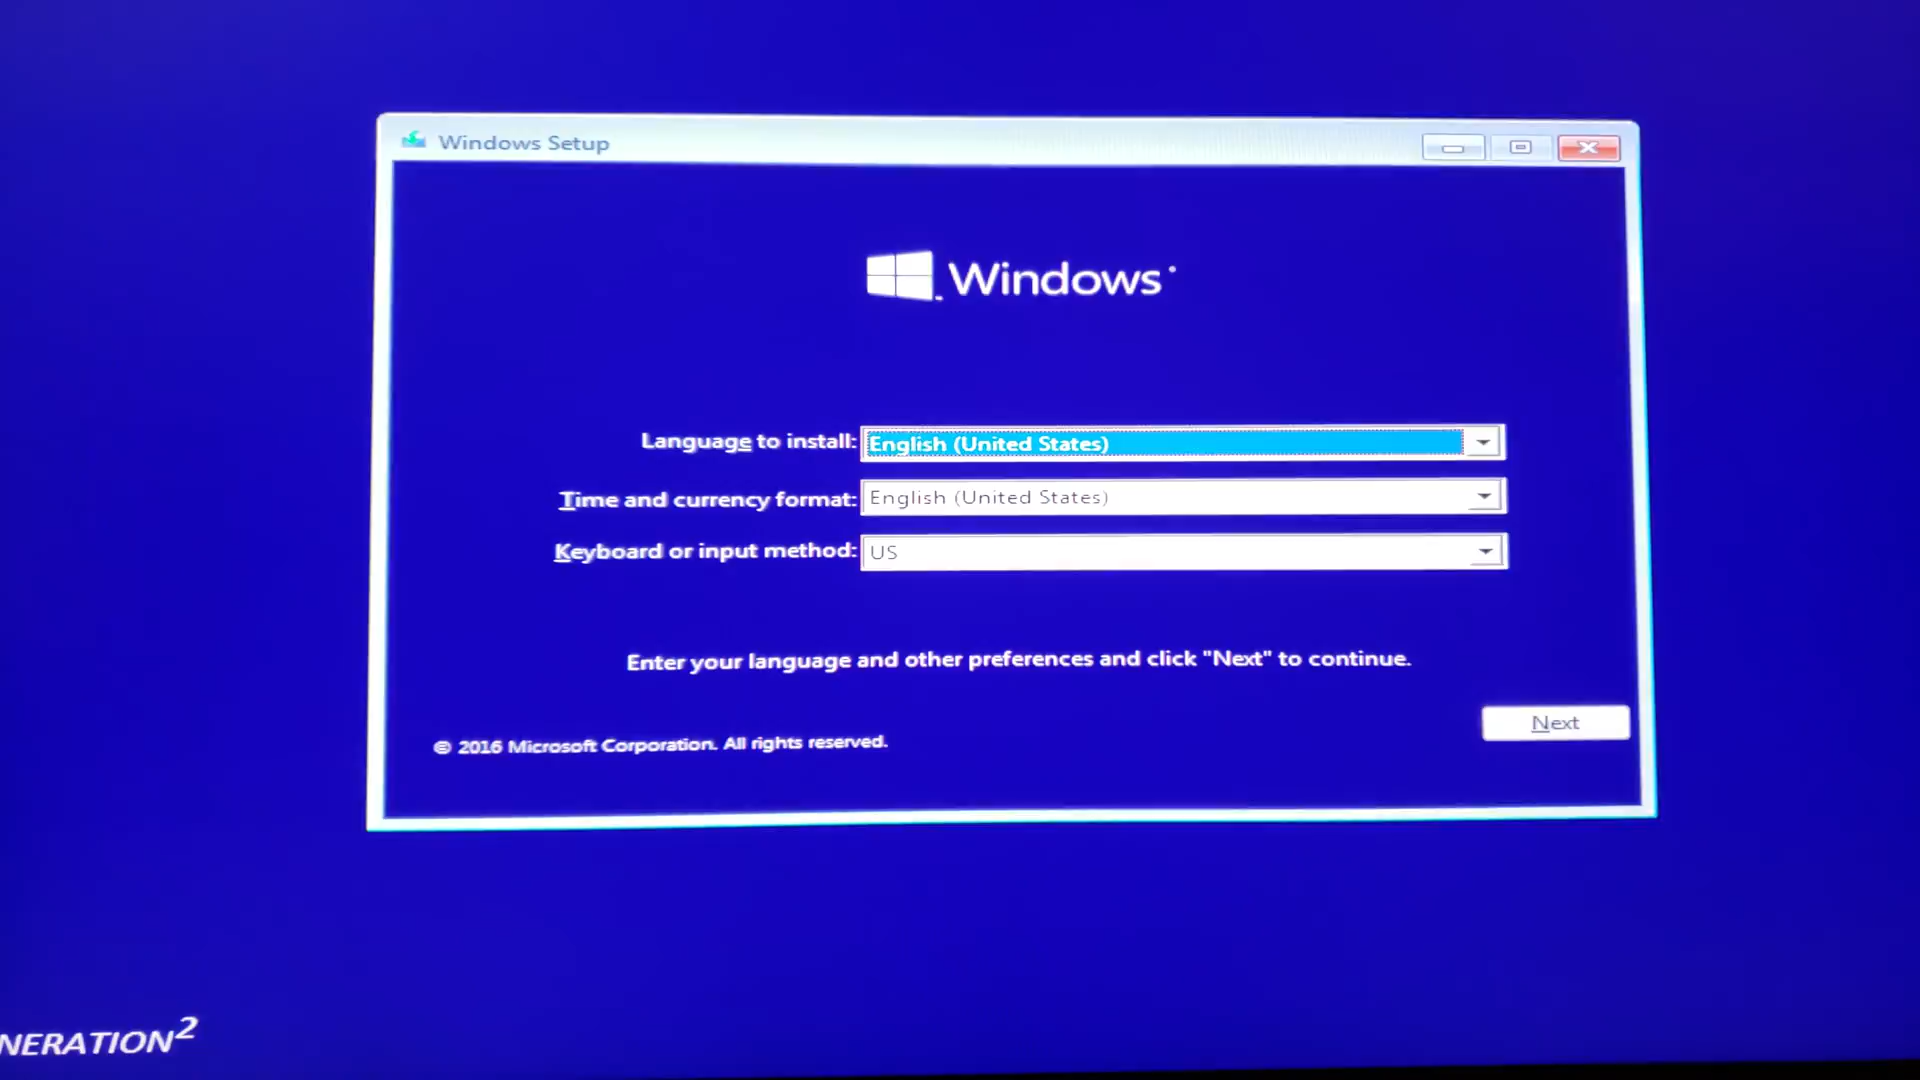 Windows Setup
Windows
Language to install: English (United States)
Time and currency format: English (United States)
Keyboard or input method: US
Enter your language and other preferences and click "Next" to continue.
© 2016 Microsoft Corporation. All rights reserved.
Next
NERATION²